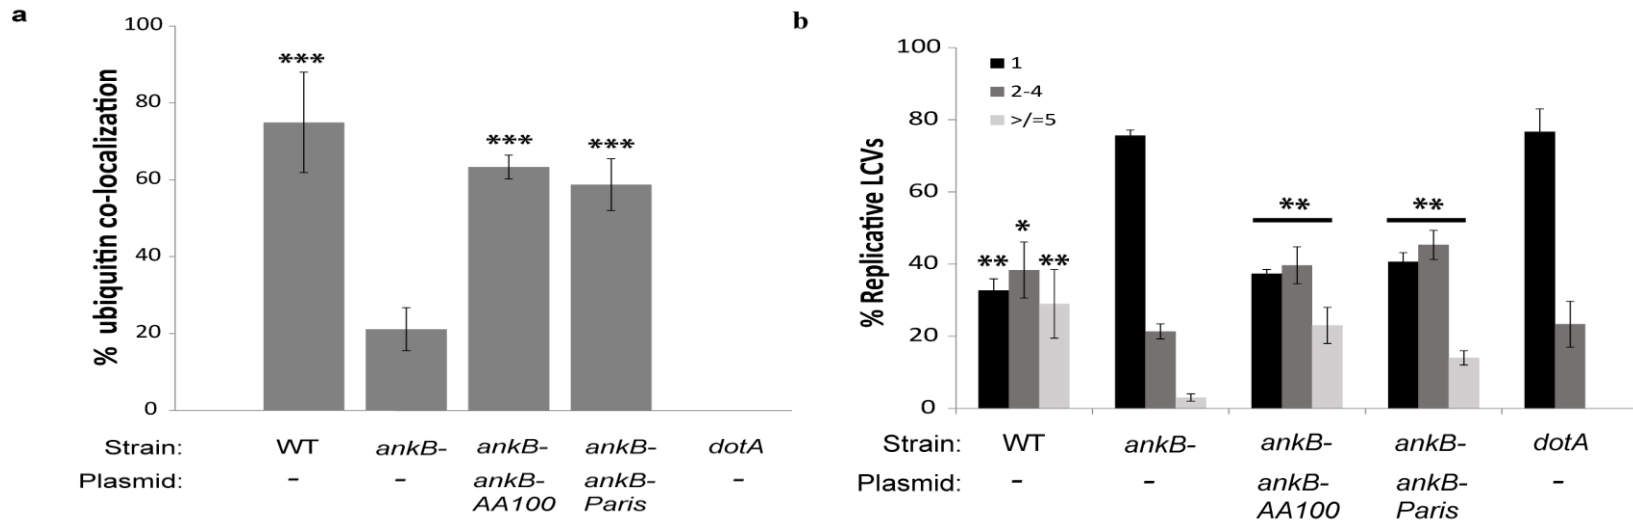 a
100
80
60
40
20
0
% ubiquitin co-localization
***
***
***
Strain: WT ankB- ankB- ankB- dotA
Plasmid: - - ankB- ankB- -
AA100 Paris
b
100
80
60
40
20
0
% Replicative LCVs
1
2-4
>/=5
** * **
**
**
Strain: WT ankB- ankB- ankB- dotA
Plasmid: - - ankB- ankB- -
AA100 Paris